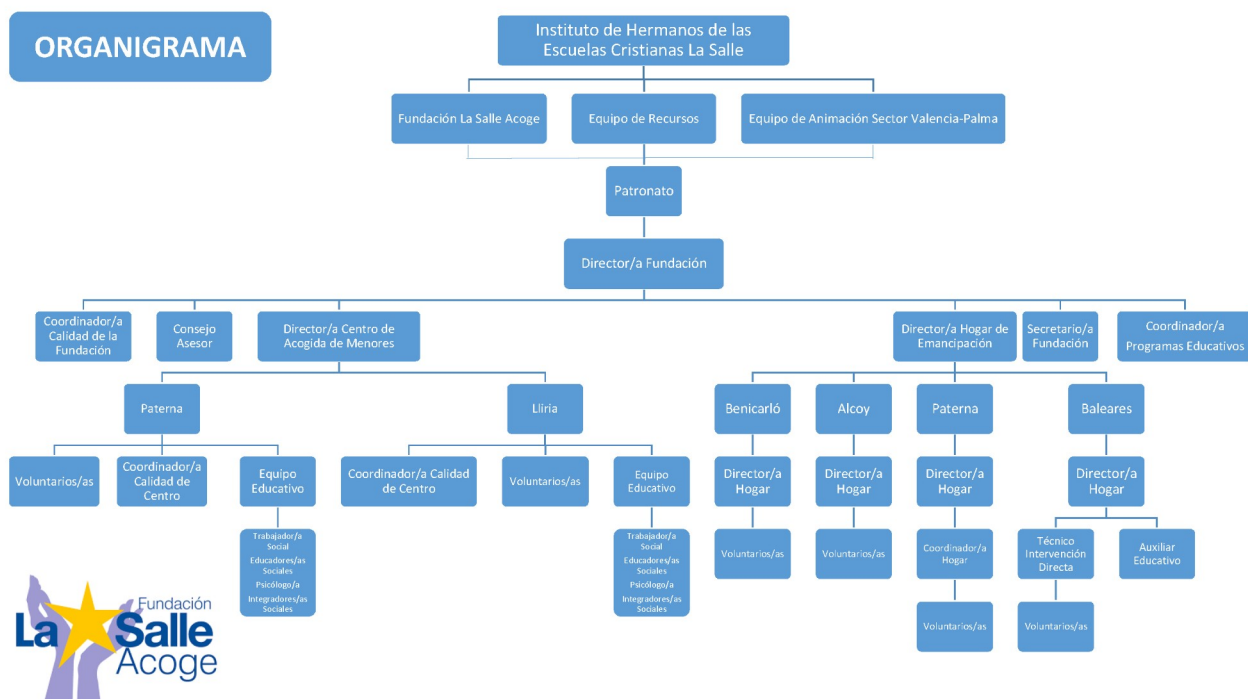 ORGANIGRAMA
Instituto de Hermanos de las
Escuelas Cristianas La Salle
Fundación La Salle Acoge
Equipo de Recursos
Equipo de Animación Sector Valencia-Palma
Patronato
Director/a Fundación
Coordinador/a
Calidad de la
Fundación
Consejo
Asesor
Director/a Centro de
Acogida de Menores
Director/a Hogar de
Emancipación
Secretario/a
Fundación
Coordinador/a
Programas Educativos
Paterna
Lliria
Benicarló
Alcoy
Paterna
Baleares
Voluntarios/as
Coordinador/a
Calidad de
Centro
Equipo
Educativo
Coordinador/a Calidad
de Centro
Voluntarios/as
Equipo
Educativo
Director/a
Hogar
Director/a
Hogar
Director/a
Hogar
Director/a
Hogar
Trabajador/a
Social
Educadores/as
Sociales
Psicólogo/a
Integradores/as
Sociales
Trabajador/a
Social
Educadores/as
Sociales
Psicólogo/a
Integradores/as
Sociales
Voluntarios/as
Voluntarios/as
Coordinador/a
Hogar
Técnico
Intervención
Directa
Auxiliar
Educativo
Voluntarios/as
Voluntarios/as
Fundación
La Salle
Acoge